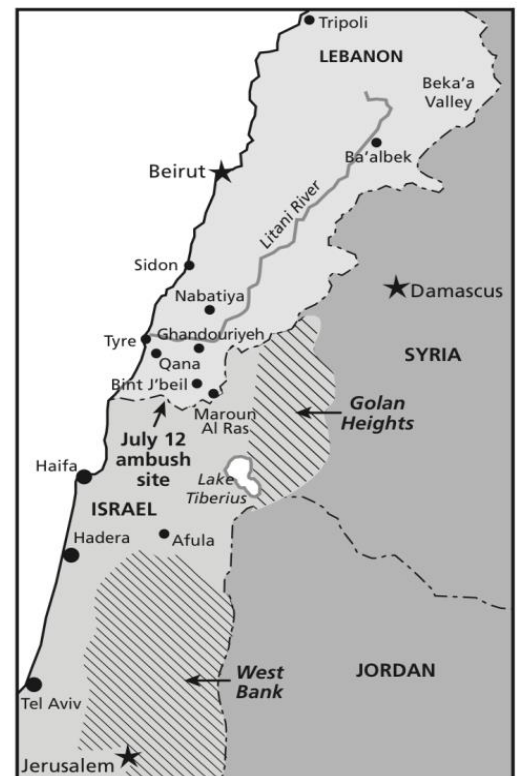 Tripoli
LEBANON
Beka'a
Valley
Ba'albek
Beirut
Litani River
Sidon
Nabatiya
Damascus
Tyre
Ghandouriyeh
Qana
SYRIA
Bint J'beil
Maroun
Al Ras
Golan
Heights
July 12
ambush
site
Haifa
Lake
Tiberius
ISRAEL
Hadera
Afula
West
Bank
JORDAN
Tel Aviv
Jerusalem